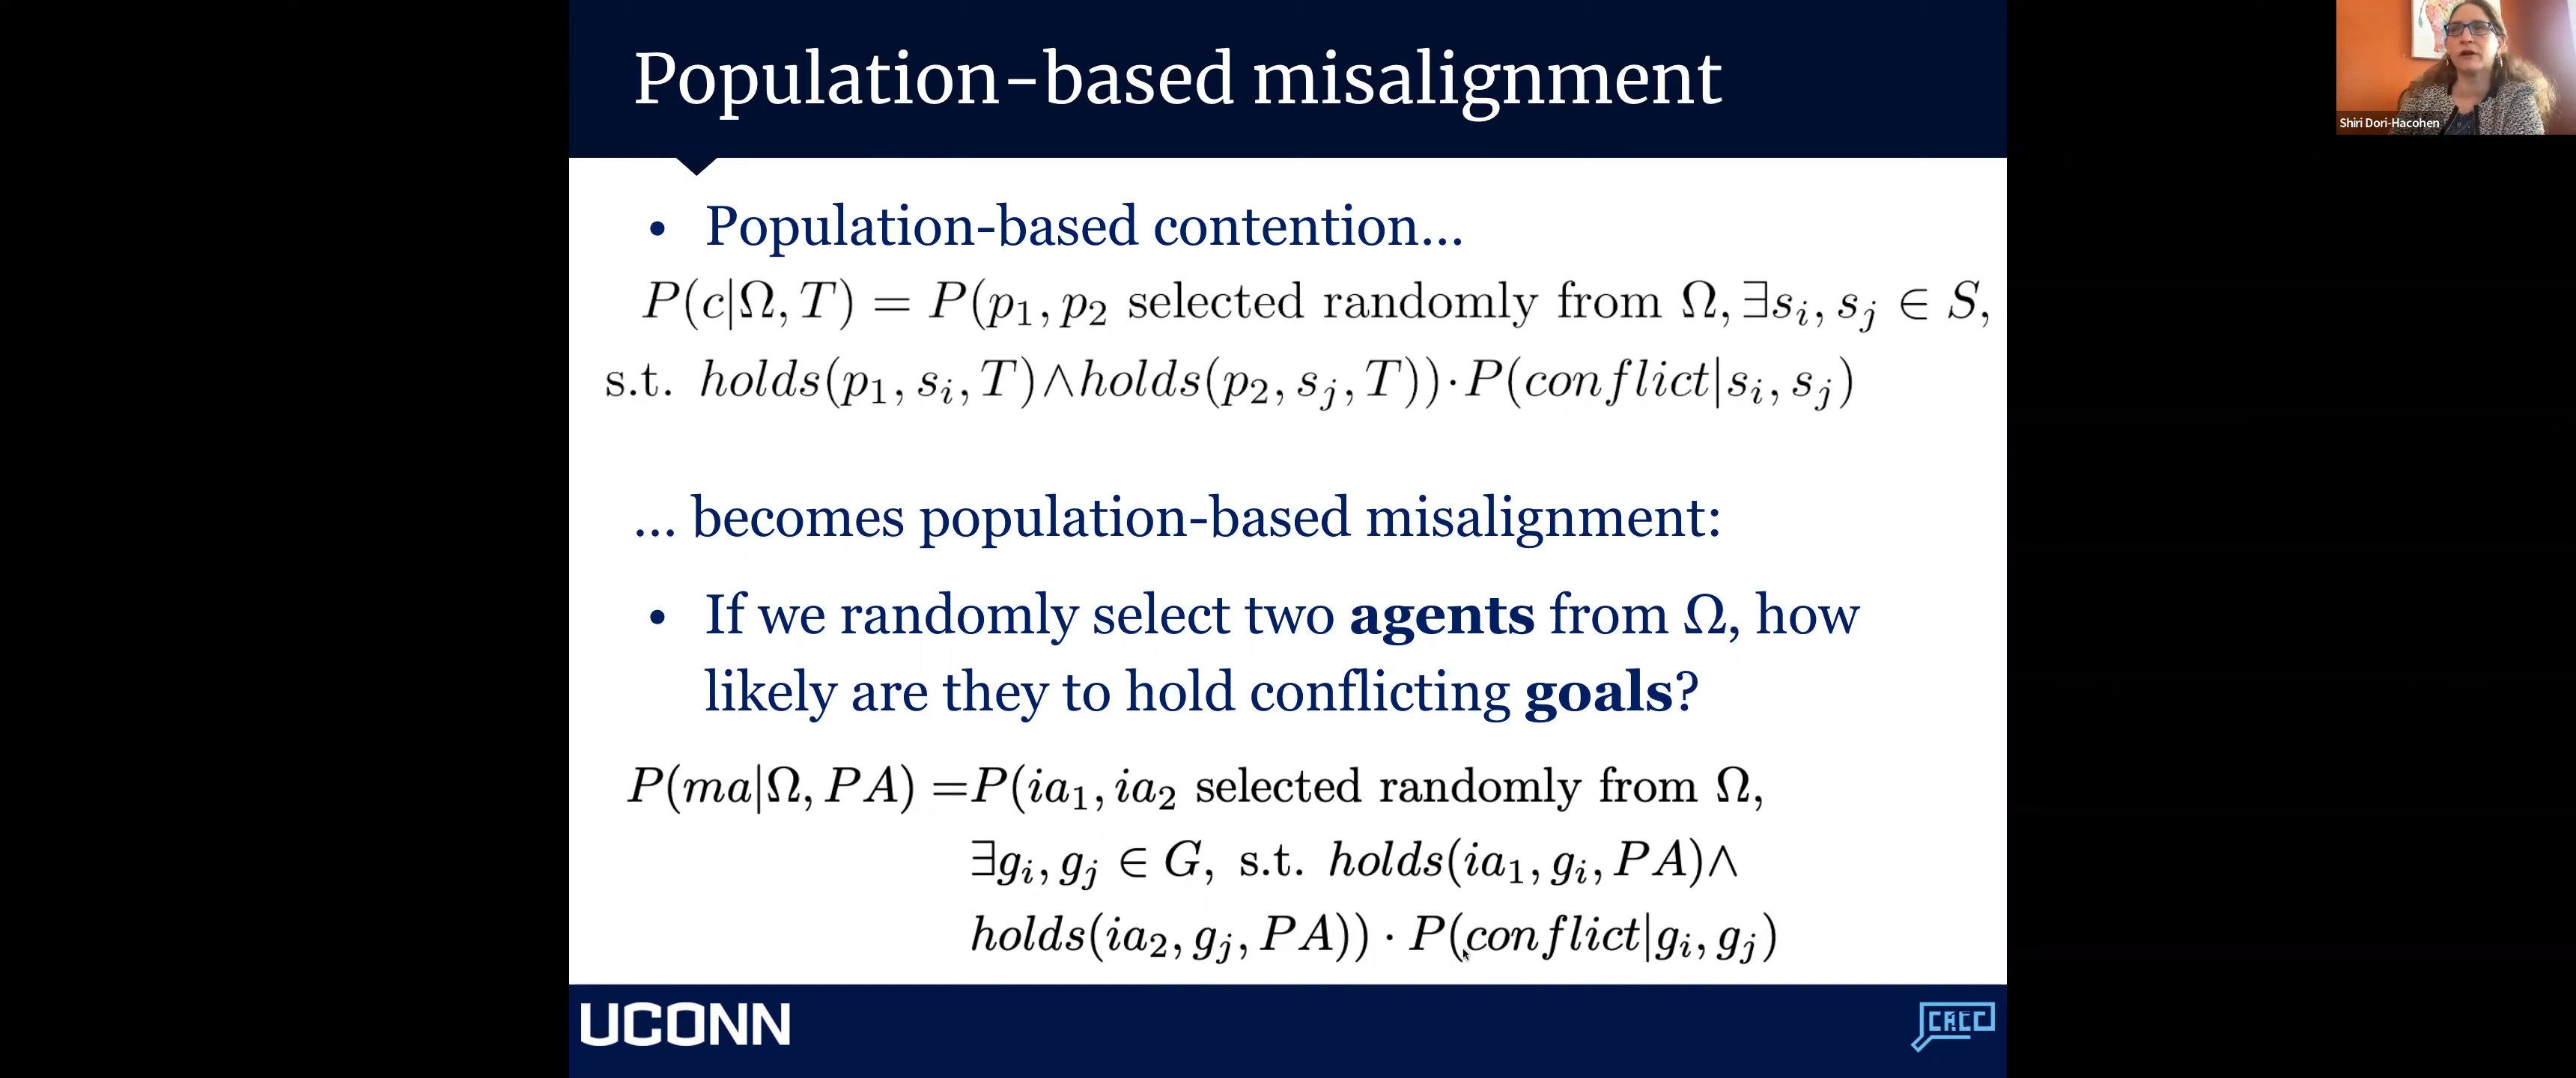 Population-based misalignment
Shiri Dori-Hacohen
• Population-based contention...
P(c|Ω, T) = P(p₁, p₂ selected randomly from Ω, ∃sᵢ, sⱼ ∈ S,
s.t. holds(p₁, sᵢ, T)∧holds(p₂, sⱼ, T))·P(conflict|sᵢ, sⱼ)
... becomes population-based misalignment:
• If we randomly select two agents from Ω, how
likely are they to hold conflicting goals?
P(ma|Ω, PA) =P(ia₁, ia₂ selected randomly from Ω,
∃gᵢ, gⱼ ∈ G, s.t. holds(ia₁, gᵢ, PA)∧
holds(ia₂, gⱼ, PA)) · P(conflict|gᵢ, gⱼ)
UCONN